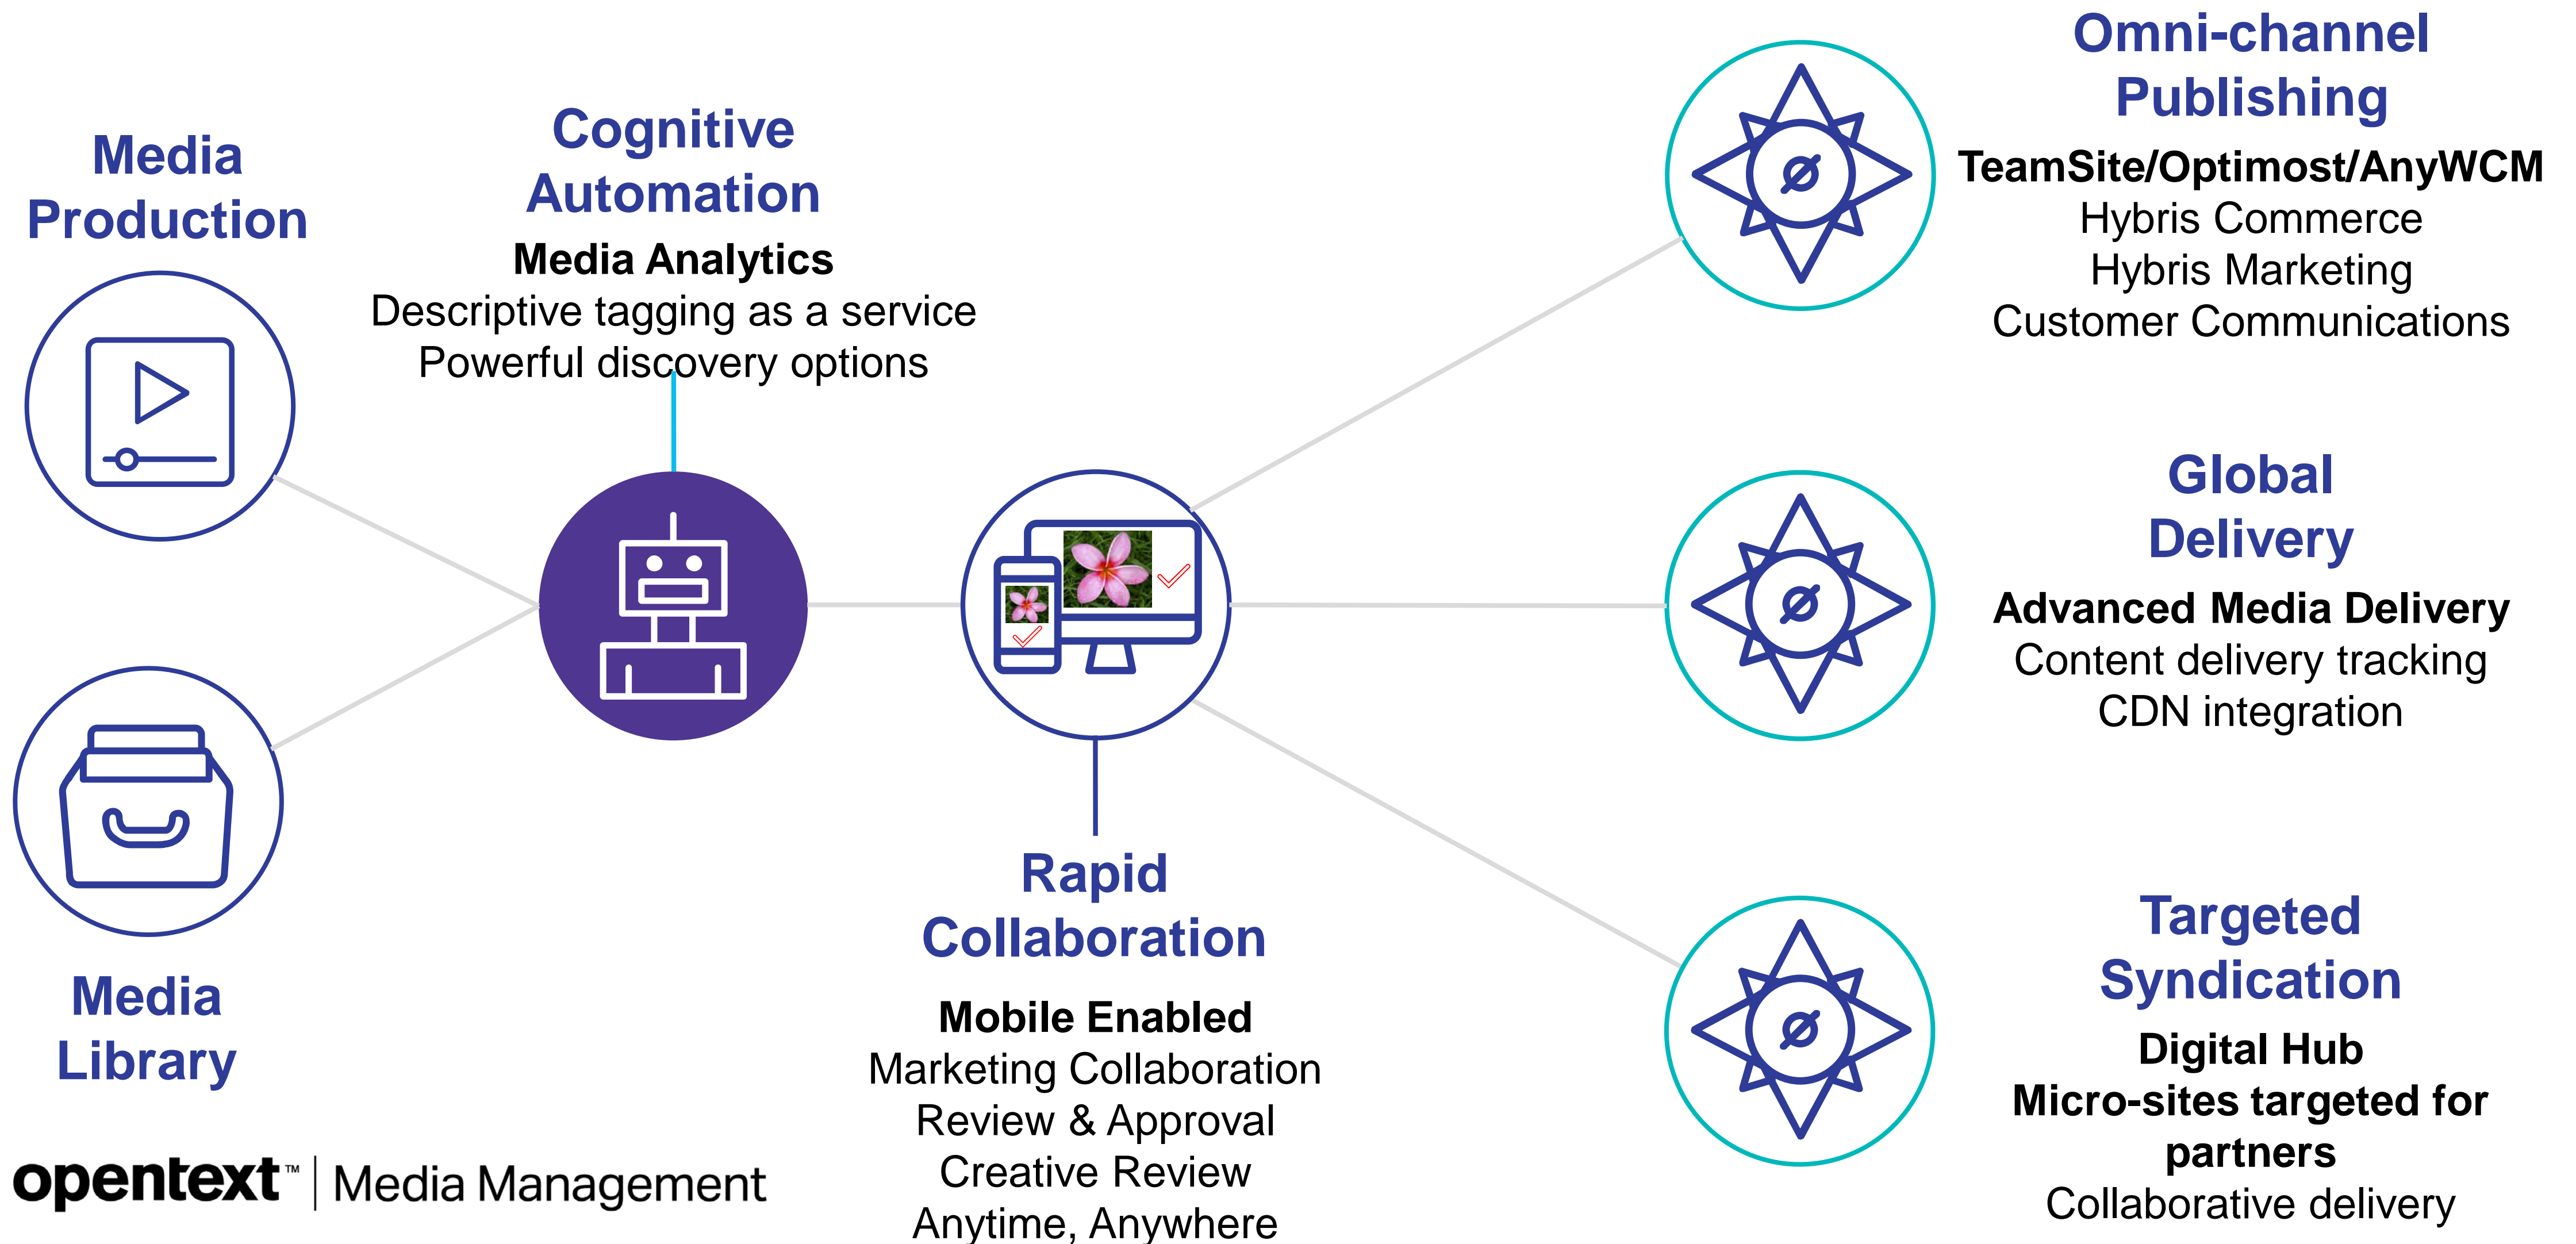 Media
Production
Cognitive
Automation
Media Analytics
Descriptive tagging as a service
Powerful discovery options
Media
Library
Rapid
Collaboration
Mobile Enabled
Marketing Collaboration
Review & Approval
Creative Review
Anytime, Anywhere
Omni-channel
Publishing
TeamSite/Optimost/AnyWCM
Hybris Commerce
Hybris Marketing
Customer Communications
Global
Delivery
Advanced Media Delivery
Content delivery tracking
CDN integration
Targeted
Syndication
Digital Hub
Micro-sites targeted for
partners
Collaborative delivery
opentext™ | Media Management